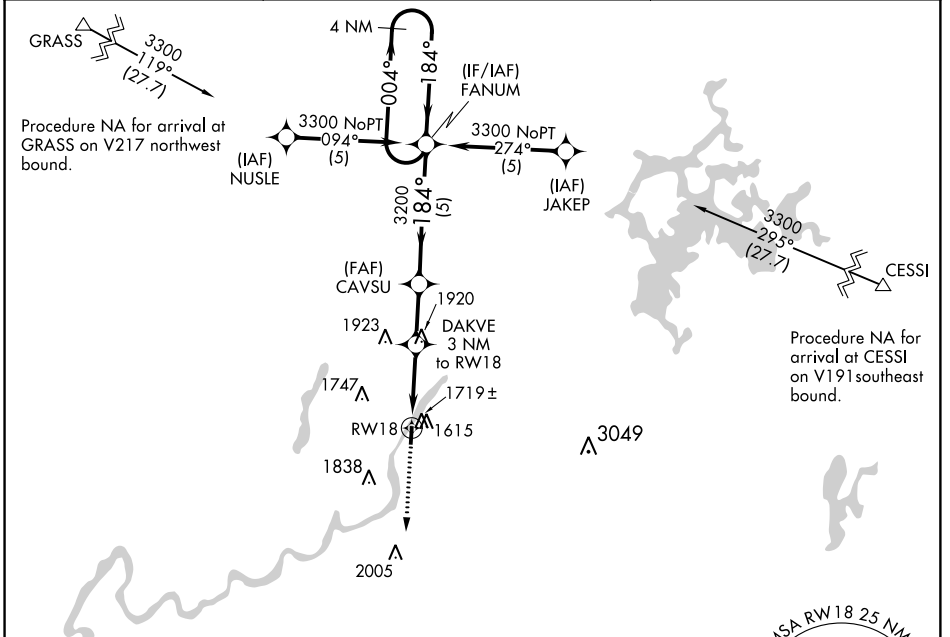 GRASS
3300
119°
(27.7)
Procedure NA for arrival at
GRASS on V217 northwest
bound.
4 NM
004°
184°
(IF/IAF)
FANUM
3300 NoPT
094°
(5)
(IAF)
NUSLE
3300 NoPT
274°
(5)
(IAF)
JAKEP
3200
184°
(5)
3300
295°
(27.7)
CESSI
Procedure NA for
arrival at CESSI
on V191southeast
bound.
(FAF)
CAVSU
1920
1923
DAKVE
3 NM
to RW18
1747
1719±
RW18
1615
3049
1838
2005
MSA RW18 25 NM